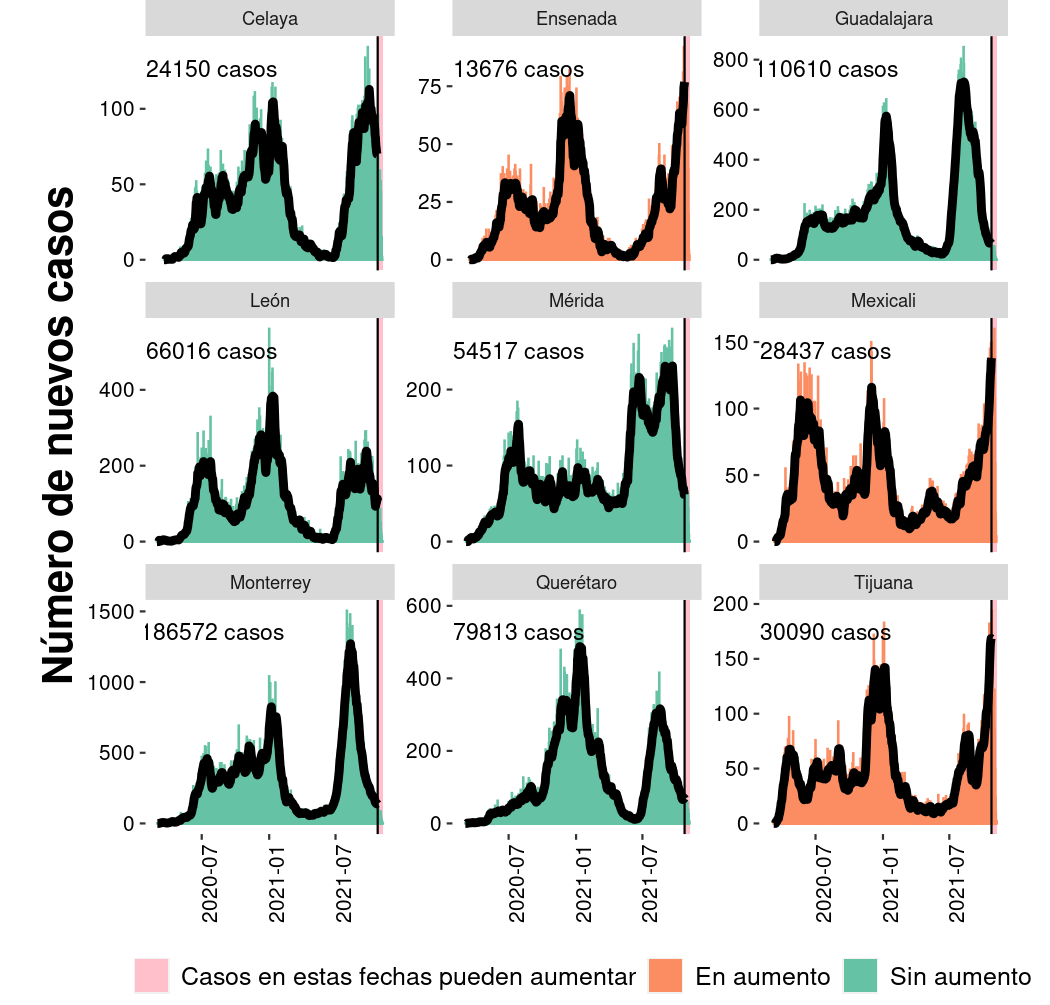 Número de nuevos casos
Celaya
24150 casos
100
50
0
Ensenada
13676 casos
75
50
25
0
Guadalajara
110610 casos
800
600
400
200
0
León
66016 casos
400
200
0
Mérida
54517 casos
200
100
0
Mexicali
28437 casos
150
100
50
0
Monterrey
186572 casos
1500
1000
500
0
Querétaro
79813 casos
600
400
200
0
Tijuana
30090 casos
200
150
100
50
0
2020-07
2021-01
2021-07
2020-07
2021-01
2021-07
2020-07
2021-01
2021-07
Casos en estas fechas pueden aumentar
En aumento
Sin aumento